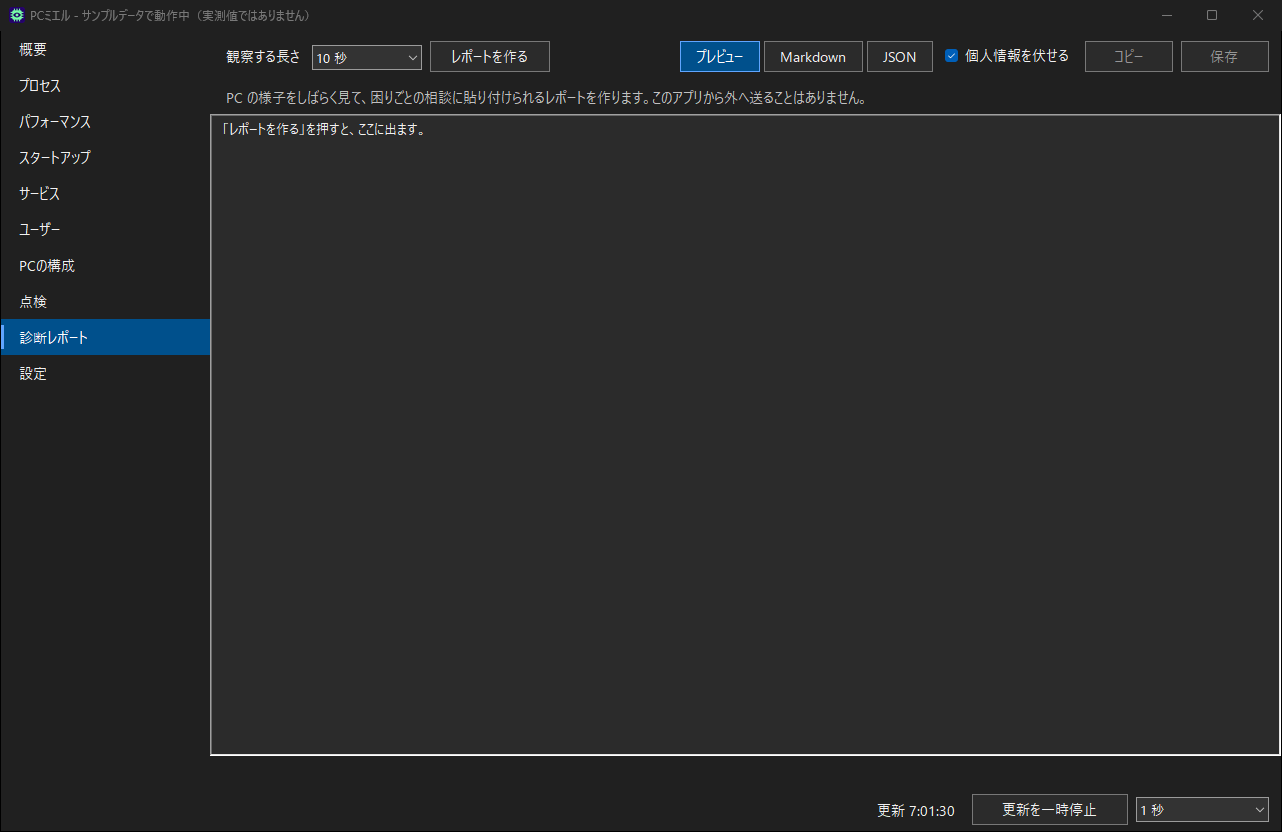 PCミエル - サンプルデータで動作中（実測値ではありません）
概要
プロセス
パフォーマンス
スタートアップ
サービス
ユーザー
PCの構成
点検
診断レポート
設定
観察する長さ 10 秒 レポートを作る プレビュー Markdown JSON 個人情報を伏せる コピー 保存
PC の様子をしばらく見て、困りごとの相談に貼り付けられるレポートを作ります。このアプリから外へ送ることはありません。
「レポートを作る」を押すと、ここに出ます。
更新 7:01:30 更新を一時停止 1 秒